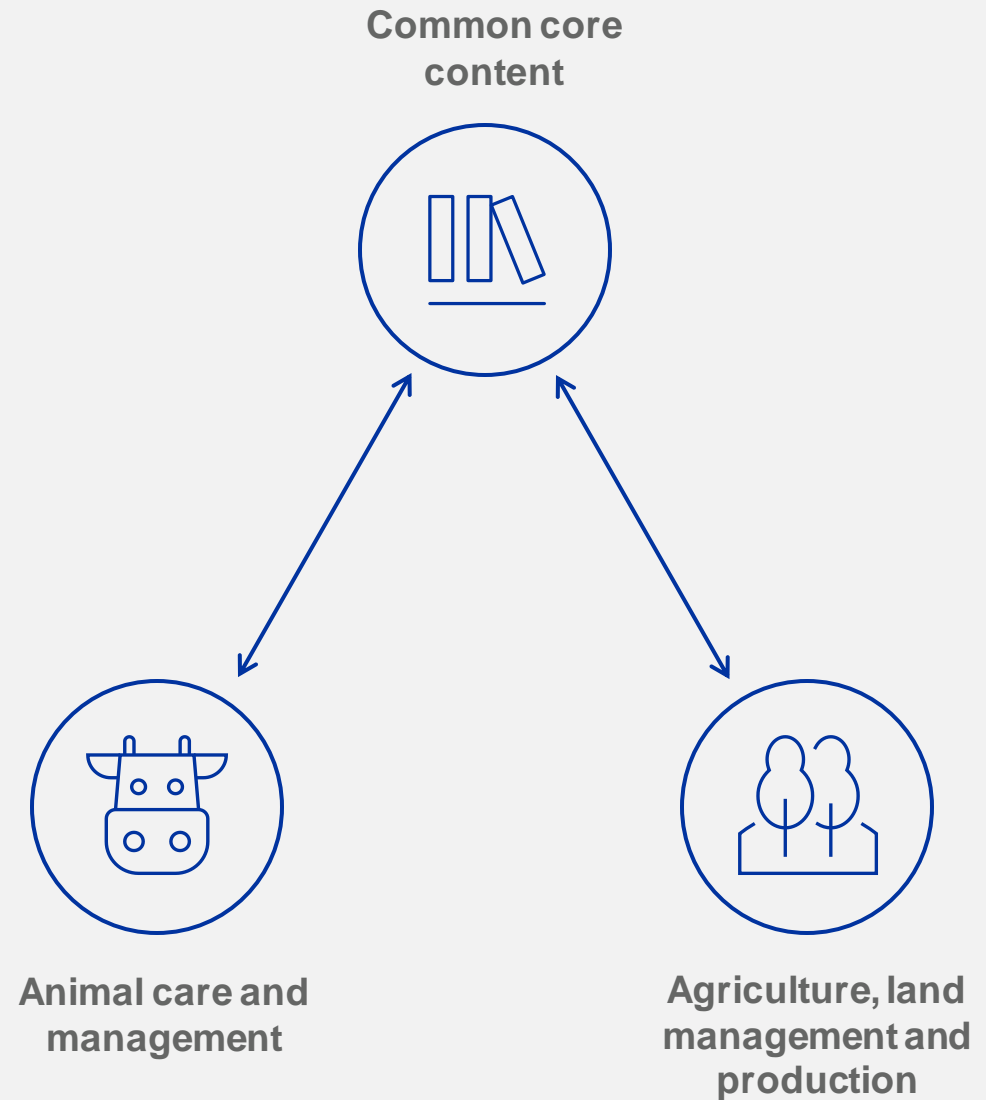 Common core
content
Animal care and
management
Agriculture, land
management and
production